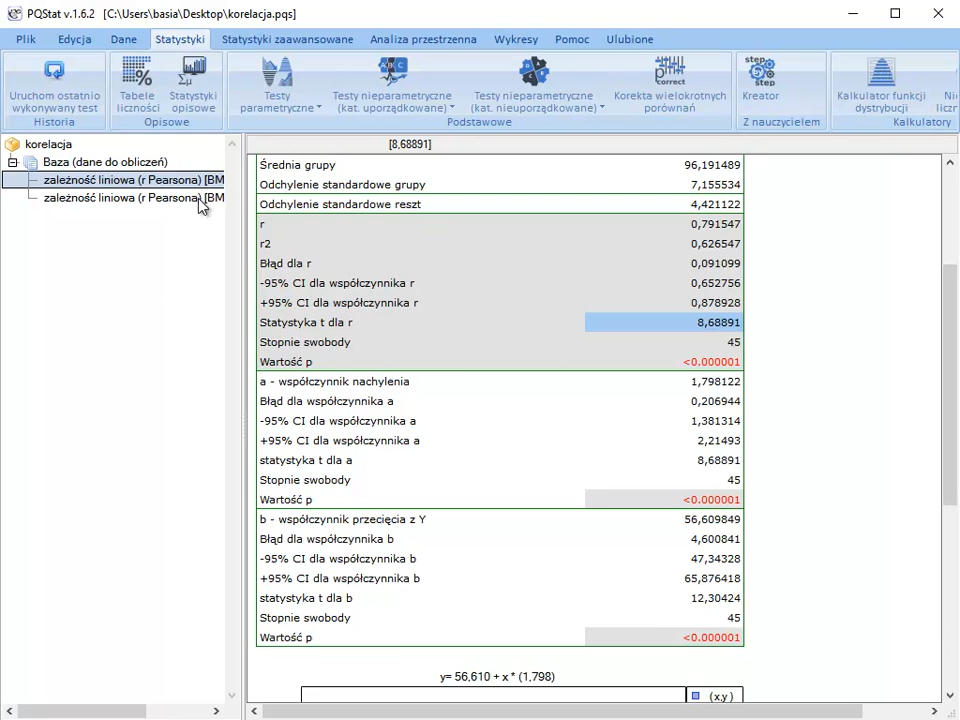 PQStat v.1.6.2 [C:\Users\basia\Desktop\korelacja.pqs]
Plik Edycja Dane Statystyki Statystyki zaawansowane Analiza przestrzenna Wykresy Pomoc Ulubione
Uruchom ostatnio wykonywany test
Historia
Tabele liczności
Statystyki opisowe
Opisowe
Testy parametryczne
Testy nieparametryczne (kat. uporządkowane)
Testy nieparametryczne (kat. nieuporządkowane)
correct
Korekta wielokrotnych porównań
Podstawowe
step by step
Kreator
Z nauczycielem
Kalkulator funkcji dystrybucji
Kalkulatory
korelacja
Baza (dane do obliczeń)
zależność liniowa (r Pearsona) [BM
zależność liniowa (r Pearsona) [BM
[8,68891]
Średnia grupy 96,191489
Odchylenie standardowe grupy 7,155534
Odchylenie standardowe reszt 4,421122
r 0,791547
r2 0,626547
Błąd dla r 0,091099
-95% CI dla współczynnika r 0,652756
+95% CI dla współczynnika r 0,878928
Statystyka t dla r 8,68891
Stopnie swobody 45
Wartość p <0.000001
a - współczynnik nachylenia 1,798122
Błąd dla współczynnika a 0,206944
-95% CI dla współczynnika a 1,381314
+95% CI dla współczynnika a 2,21493
statystyka t dla a 8,68891
Stopnie swobody 45
Wartość p <0.000001
b - współczynnik przecięcia z Y 56,609849
Błąd dla współczynnika b 4,600841
-95% CI dla współczynnika b 47,34328
+95% CI dla współczynnika b 65,876418
statystyka t dla b 12,30424
Stopnie swobody 45
Wartość p <0.000001
y= 56,610 + x * (1,798)
(x,y)